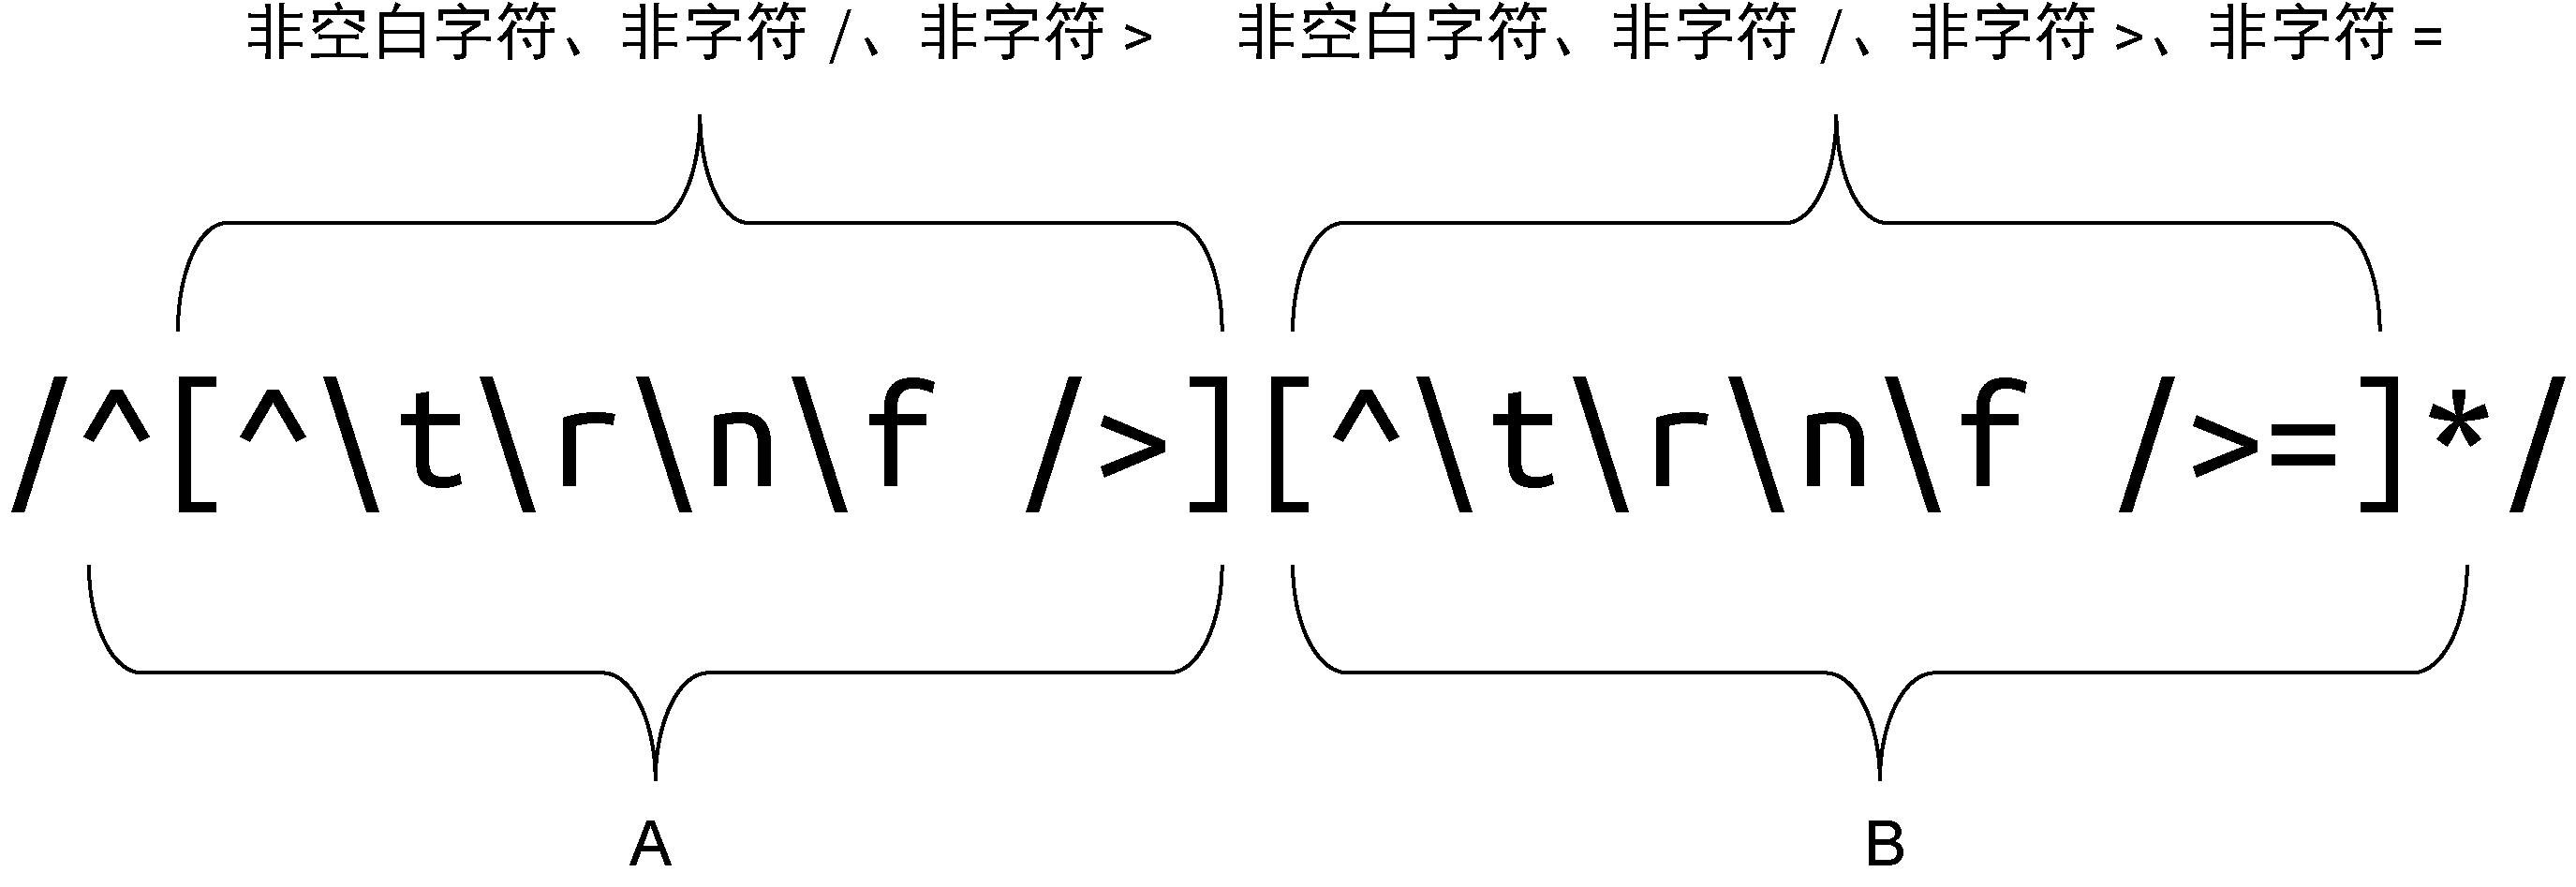 非空白字符、非字符 /、非字符 > 非空白字符、非字符 /、非字符 >、非字符 =
/^[^\t\r\n\f />][^\t\r\n\f />=]*/
A B